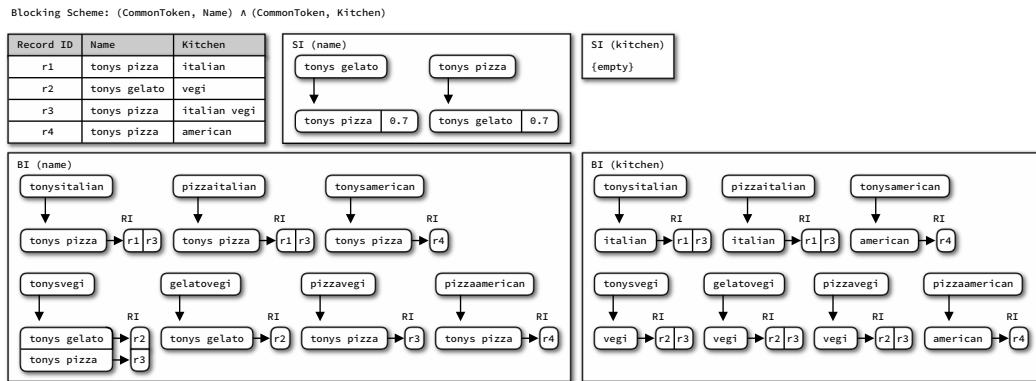 Blocking Scheme: (CommonToken, Name) ∧ (CommonToken, Kitchen)
Record ID Name Kitchen
r1 tonys pizza italian
r2 tonys gelato vegi
r3 tonys pizza italian vegi
r4 tonys pizza american
SI (name)
tonys gelato tonys pizza
tonys pizza 0.7 tonys gelato 0.7
SI (kitchen)
{empty}
BI (name)
tonysitalian pizzaitalian tonysamerican
RI RI RI
tonys pizza r1 r3 tonys pizza r1 r3 tonys pizza r4
tonysvegi gelatovegi pizzavegi pizzaamerican
RI RI RI RI
tonys gelato r2 tonys gelato r2 tonys pizza r3 tonys pizza r4
tonys pizza r3
BI (kitchen)
tonysitalian pizzaitalian tonysamerican
RI RI RI
italian r1 r3 italian r1 r3 american r4
tonysvegi gelatovegi pizzavegi pizzaamerican
RI RI RI RI
vegi r2 r3 vegi r2 r3 vegi r2 r3 american r4